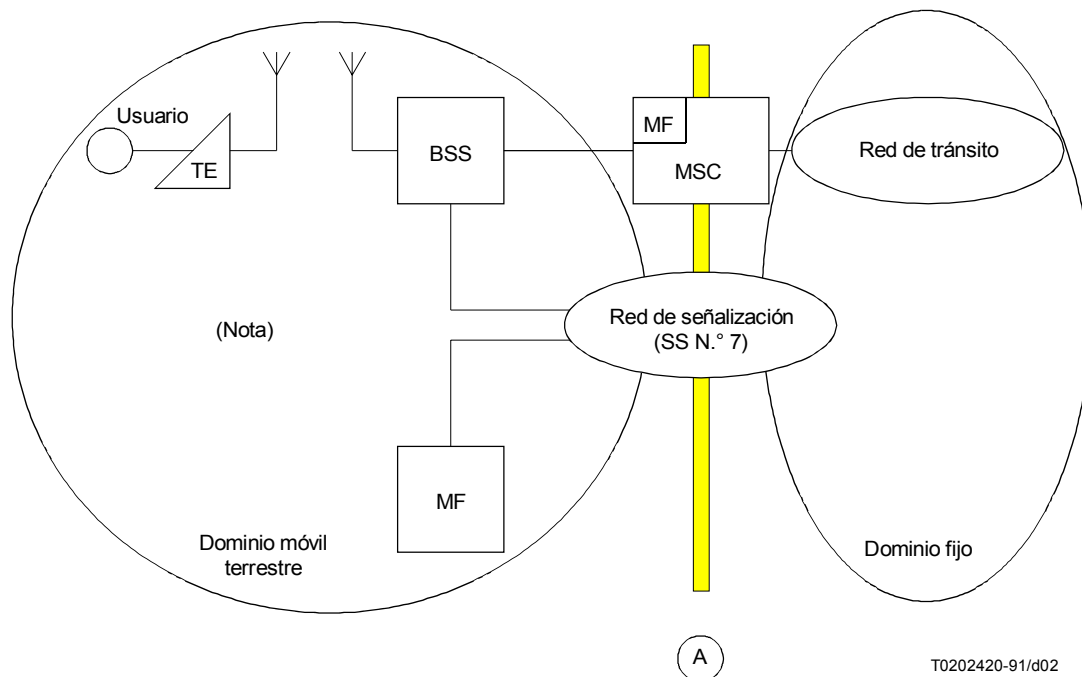 Usuario
TE
BSS
MF
MSC
Red de tránsito
(Nota)
Red de señalización
(SS N.° 7)
MF
Dominio móvil
terrestre
Dominio fijo
A
T0202420-91/d02